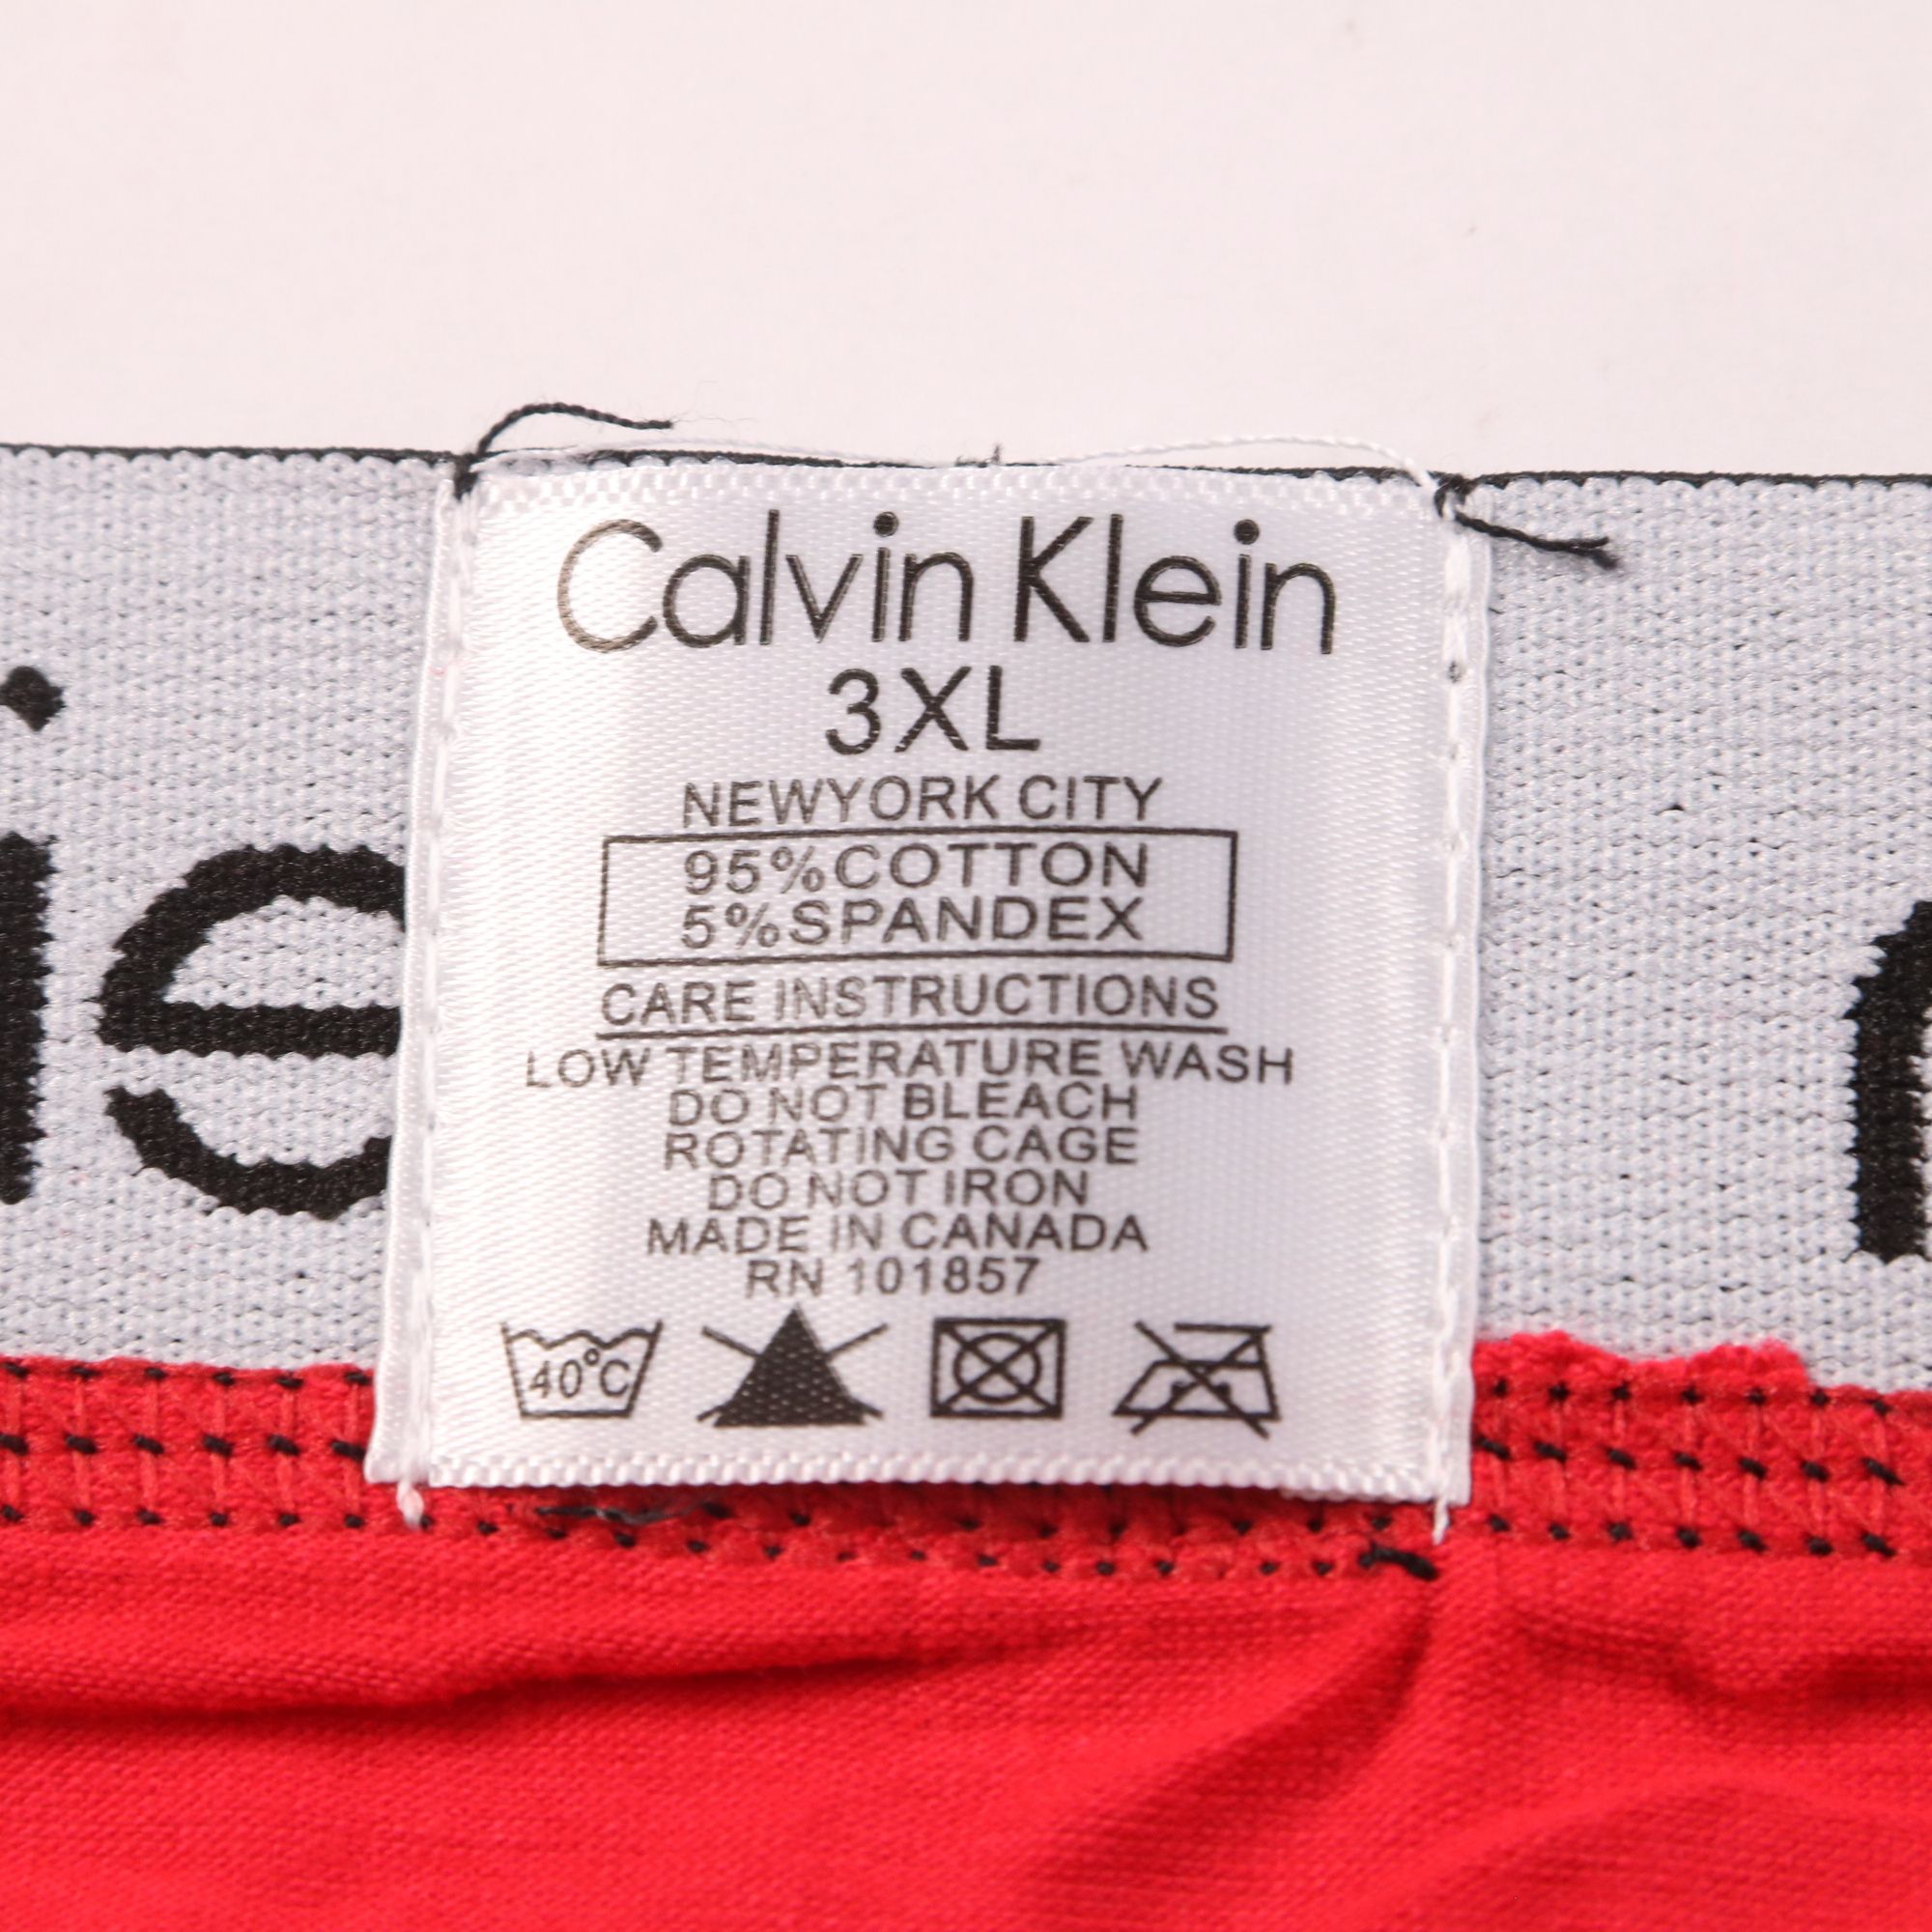 Calvin Klein
3XL
NEWYORK CITY
95%COTTON
5%SPANDEX
CARE INSTRUCTIONS
LOW TEMPERATURE WASH
DO NOT BLEACH
ROTATING CAGE
DO NOT IRON
MADE IN CANADA
RN 101857
40°C
ie